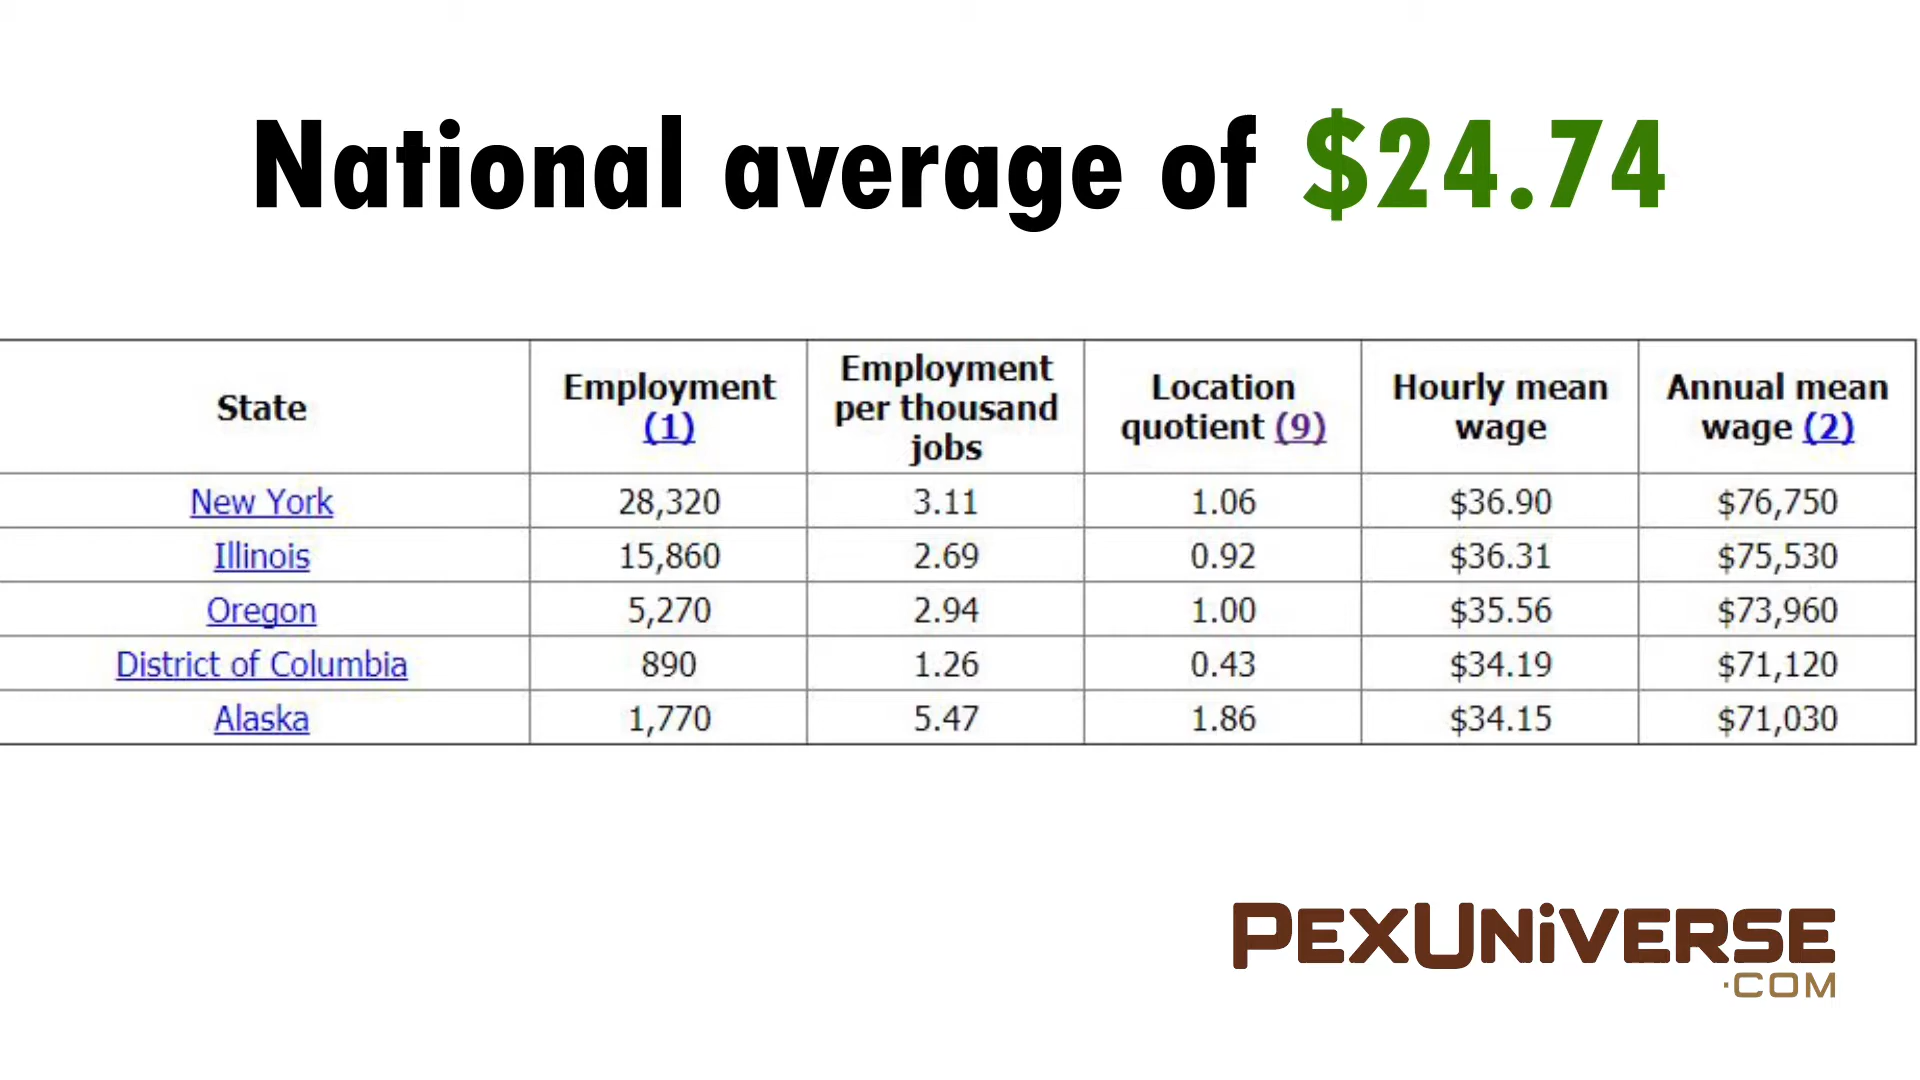 National average of $24.74
State Employment (1) Employment per thousand jobs Location quotient (9) Hourly mean wage Annual mean wage (2)
New York 28,320 3.11 1.06 $36.90 $76,750
Illinois 15,860 2.69 0.92 $36.31 $75,530
Oregon 5,270 2.94 1.00 $35.56 $73,960
District of Columbia 890 1.26 0.43 $34.19 $71,120
Alaska 1,770 5.47 1.86 $34.15 $71,030
PEXUNiVERSE
.COM